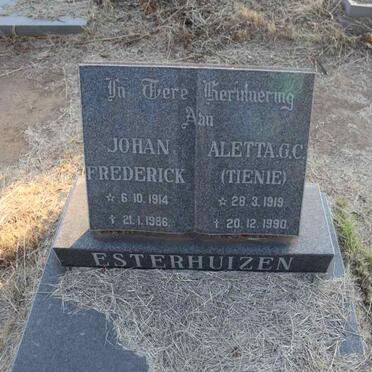 In Tere Herinnering
Aan
JOHAN
FREDERICK
☆ 6.10.1914
✝ 21.1.1986
ALETTA.G.C.
(TIENIE)
☆ 28.3.1919
✝ 20.12.1990
ESTERHUIZEN